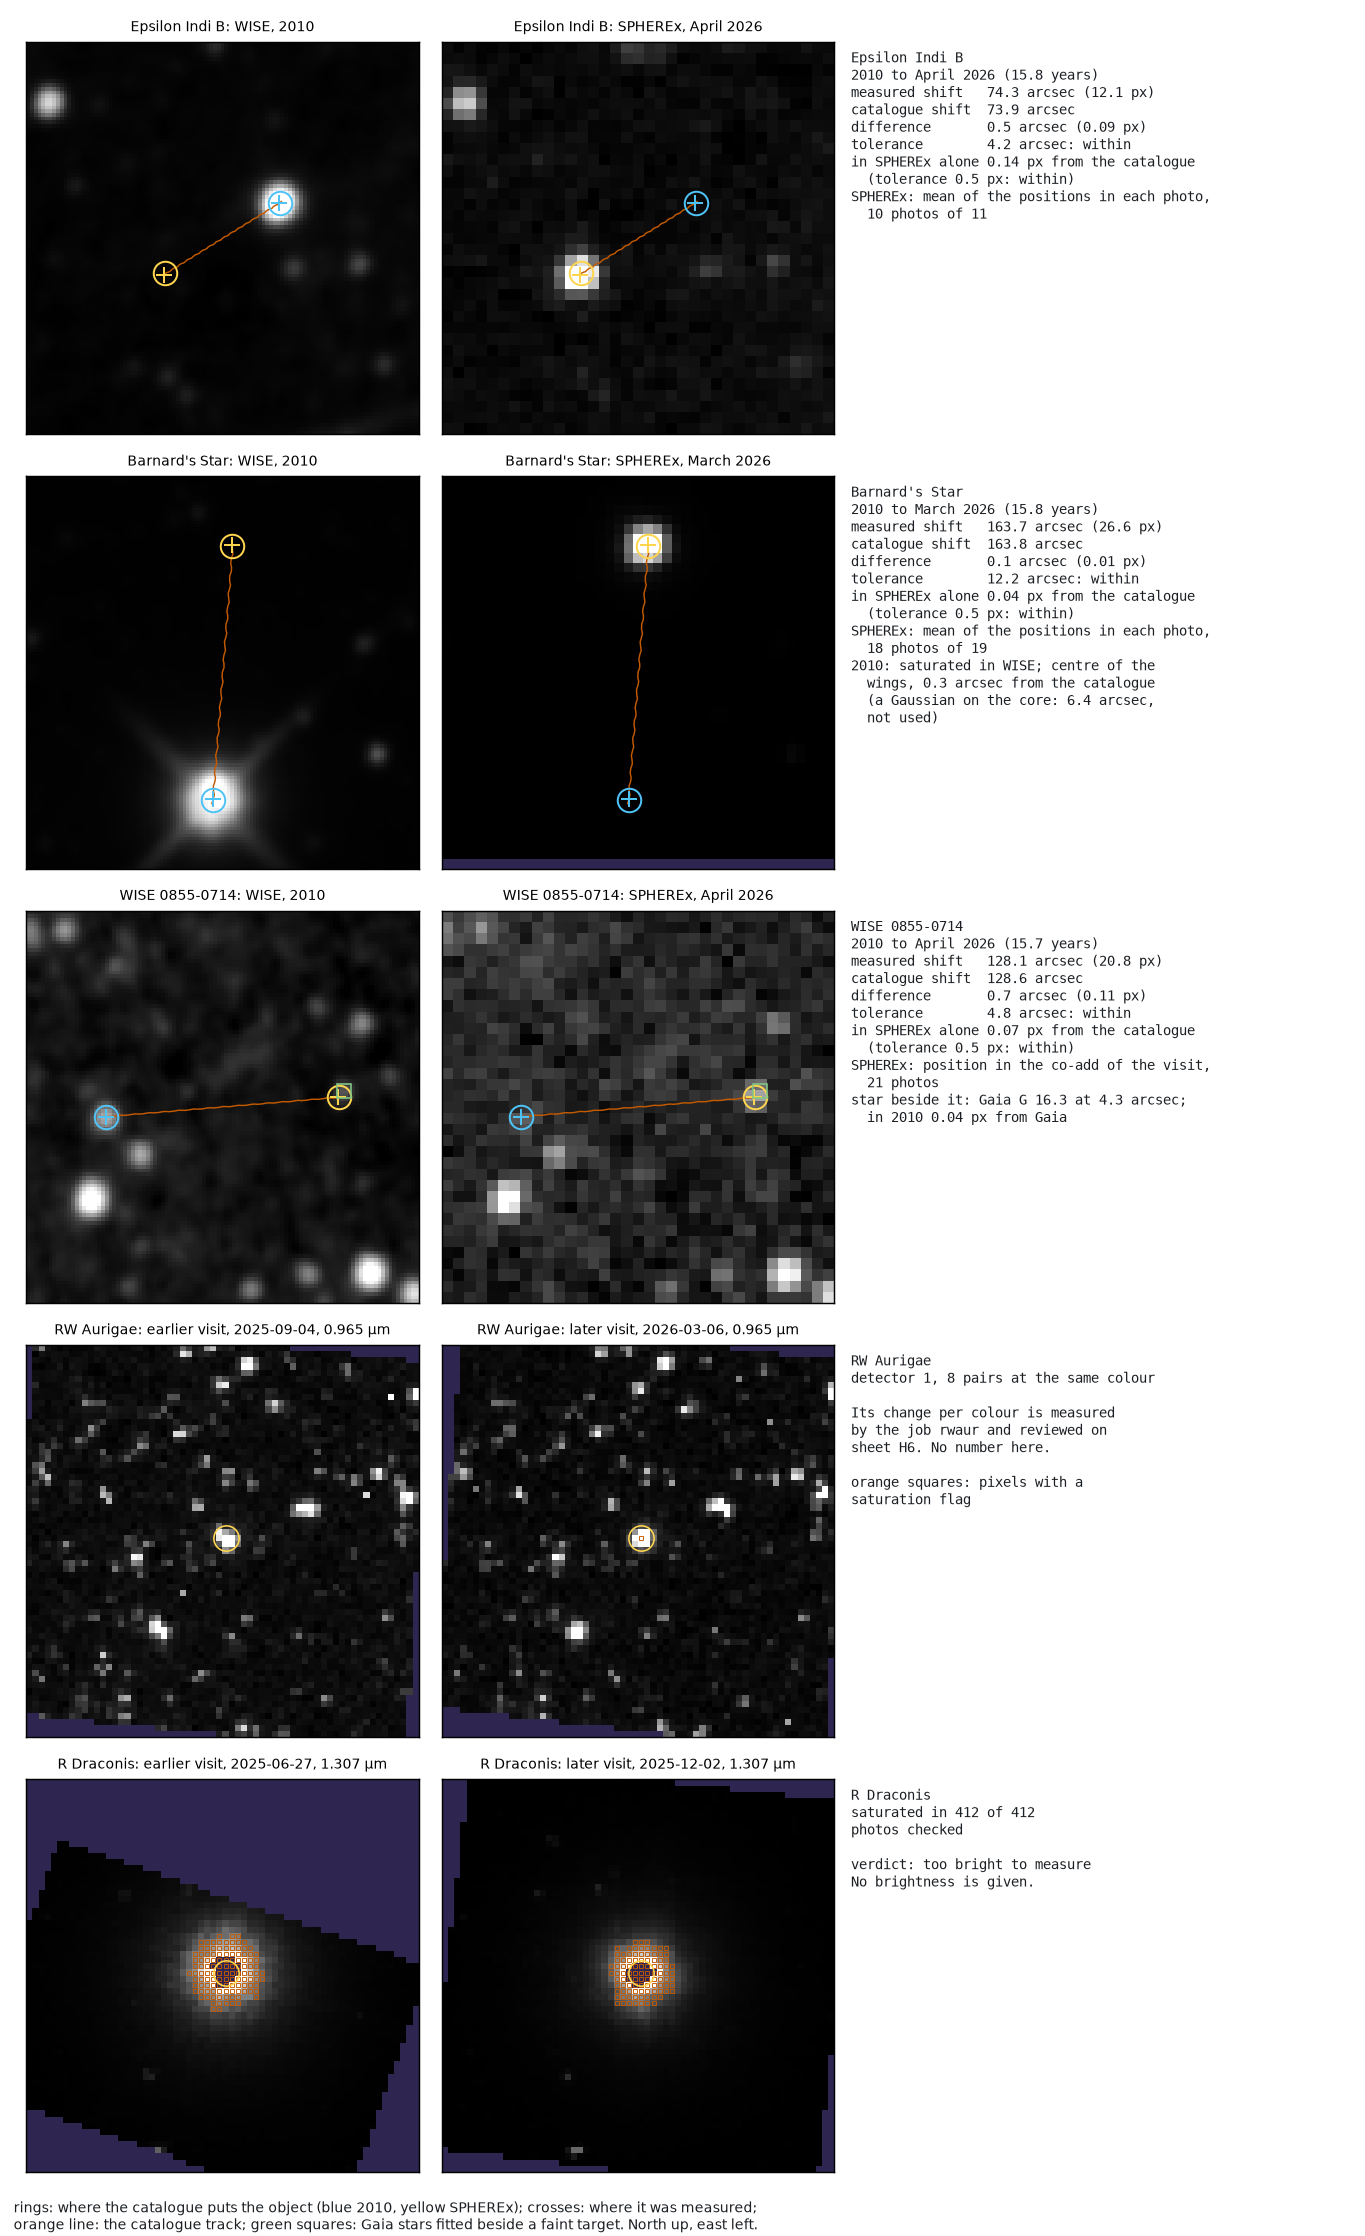 Epsilon Indi B: WISE, 2010
Epsilon Indi B: SPHEREx, April 2026
Epsilon Indi B
2010 to April 2026 (15.8 years)
measured shift 74.3 arcsec (12.1 px)
catalogue shift 73.9 arcsec
difference 0.5 arcsec (0.09 px)
tolerance 4.2 arcsec: within
in SPHEREx alone 0.14 px from the catalogue
(tolerance 0.5 px: within)
SPHEREx: mean of the positions in each photo,
10 photos of 11
Barnard's Star: WISE, 2010
Barnard's Star: SPHEREx, March 2026
Barnard's Star
2010 to March 2026 (15.8 years)
measured shift 163.7 arcsec (26.6 px)
catalogue shift 163.8 arcsec
difference 0.1 arcsec (0.01 px)
tolerance 12.2 arcsec: within
in SPHEREx alone 0.04 px from the catalogue
(tolerance 0.5 px: within)
SPHEREx: mean of the positions in each photo,
18 photos of 19
2010: saturated in WISE; centre of the
wings, 0.3 arcsec from the catalogue
(a Gaussian on the core: 6.4 arcsec,
not used)
WISE 0855-0714: WISE, 2010
WISE 0855-0714: SPHEREx, April 2026
WISE 0855-0714
2010 to April 2026 (15.7 years)
measured shift 128.1 arcsec (20.8 px)
catalogue shift 128.6 arcsec
difference 0.7 arcsec (0.11 px)
tolerance 4.8 arcsec: within
in SPHEREx alone 0.07 px from the catalogue
(tolerance 0.5 px: within)
SPHEREx: position in the co-add of the visit,
21 photos
star beside it: Gaia G 16.3 at 4.3 arcsec;
in 2010 0.04 px from Gaia
RW Aurigae: earlier visit, 2025-09-04, 0.965 µm
RW Aurigae: later visit, 2026-03-06, 0.965 µm
RW Aurigae
detector 1, 8 pairs at the same colour
Its change per colour is measured
by the job rwaur and reviewed on
sheet H6. No number here.
orange squares: pixels with a
saturation flag
R Draconis: earlier visit, 2025-06-27, 1.307 µm
R Draconis: later visit, 2025-12-02, 1.307 µm
R Draconis
saturated in 412 of 412
photos checked
verdict: too bright to measure
No brightness is given.
rings: where the catalogue puts the object (blue 2010, yellow SPHEREx); crosses: where it was measured;
orange line: the catalogue track; green squares: Gaia stars fitted beside a faint target. North up, east left.